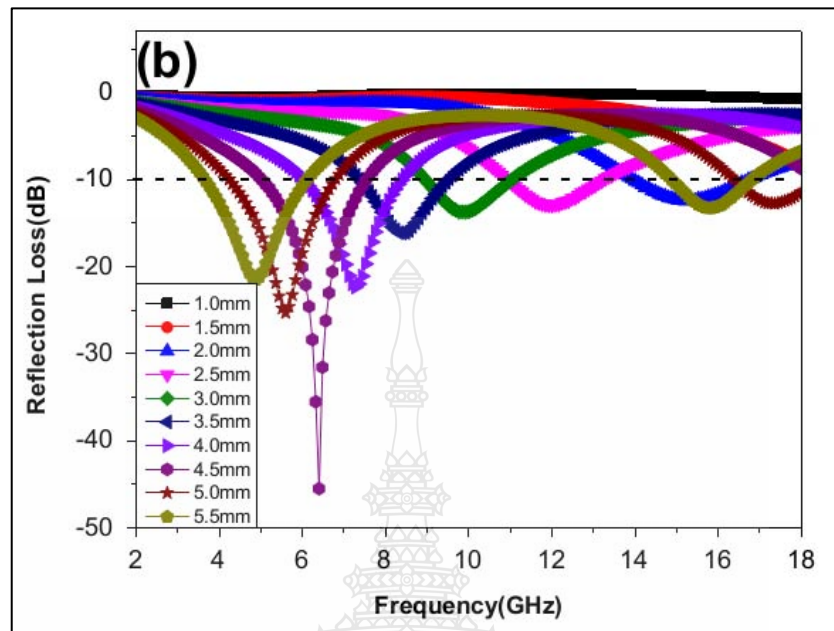 (b)
Reflection Loss(dB)
0
-10
-20
-30
-40
-50
1.0mm
1.5mm
2.0mm
2.5mm
3.0mm
3.5mm
4.0mm
4.5mm
5.0mm
5.5mm
2 4 6 8 10 12 14 16 18
Frequency(GHz)